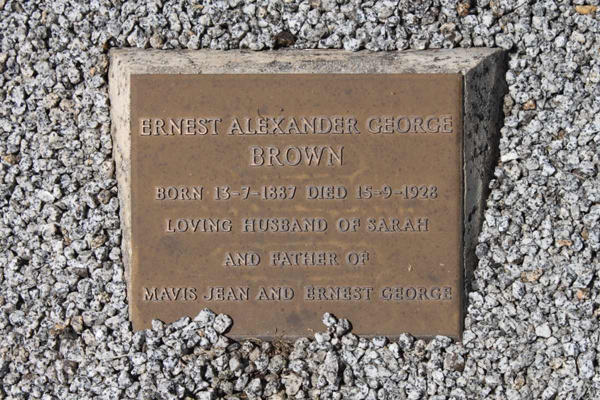 ERNEST ALEXANDER GEORGE
BROWN
BORN 13-7-1887 DIED 15-9-1928
LOVING HUSBAND OF SARAH
AND FATHER OF
MAVIS JEAN AND ERNEST GEORGE